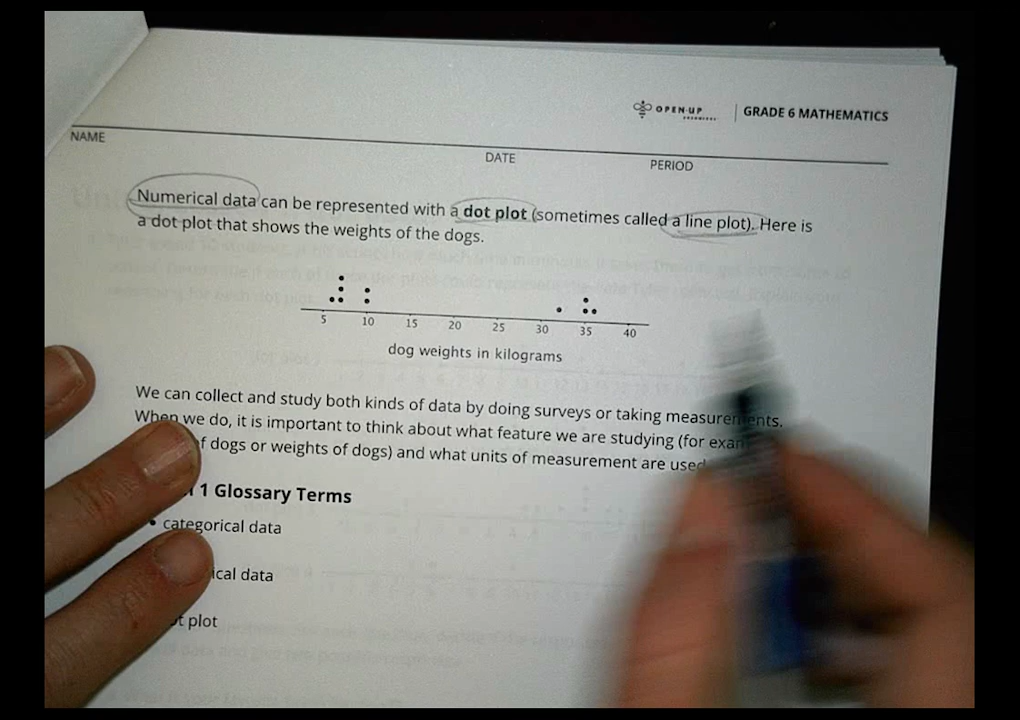 OPEN-UP
GRADE 6 MATHEMATICS
NAME
DATE
PERIOD
Numerical data can be represented with a dot plot (sometimes called a line plot). Here is
a dot plot that shows the weights of the dogs.
5 10 15 20 25 30 35 40
dog weights in kilograms
We can collect and study both kinds of data by doing surveys or taking measurements.
When we do, it is important to think about what feature we are studying (for exam
of dogs or weights of dogs) and what units of measurement are used
1 Glossary Terms
• categorical data
ical data
ot plot